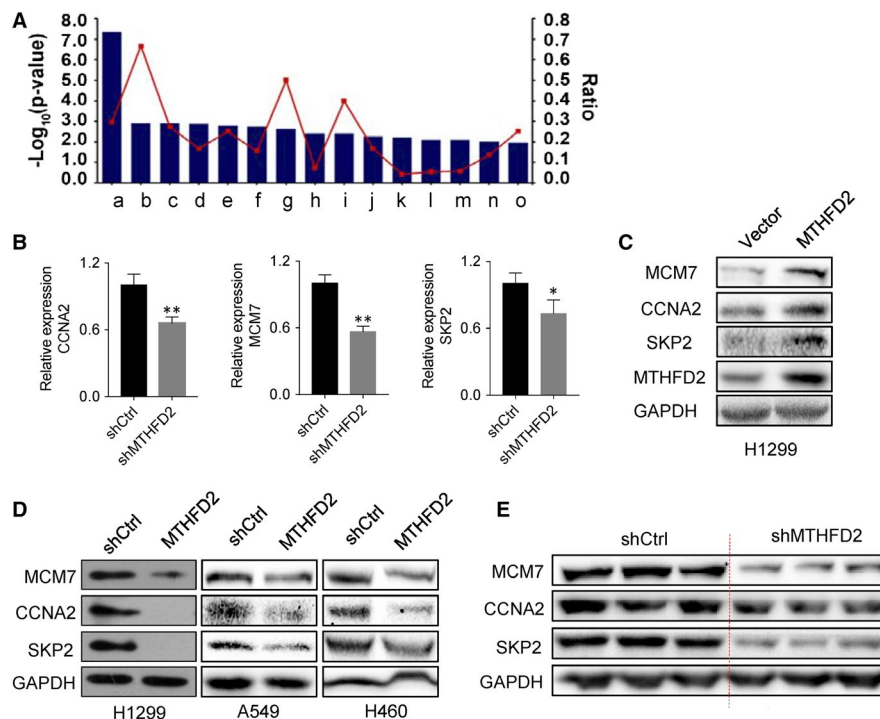 A
-Log10(p-value)
8.0
7.0
6.0
5.0
4.0
3.0
2.0
1.0
0.0
0.8
0.7
0.6
0.5
0.4
0.3
0.2
0.1
0.0
Ratio
a b c d e f g h i j k l m n o
B
Relative expression
CCNA2
1.2
0.6
0.0
**
shCtrl
shMTHFD2
Relative expression
MCM7
1.2
0.6
0.0
**
shCtrl
shMTHFD2
Relative expression
SKP2
1.2
0.6
0.0
*
shCtrl
shMTHFD2
C
Vector MTHFD2
MCM7
CCNA2
SKP2
MTHFD2
GAPDH
H1299
D
shCtrl MTHFD2 shCtrl MTHFD2 shCtrl MTHFD2
MCM7
CCNA2
SKP2
GAPDH
H1299 A549 H460
E
shCtrl shMTHFD2
MCM7
CCNA2
SKP2
GAPDH